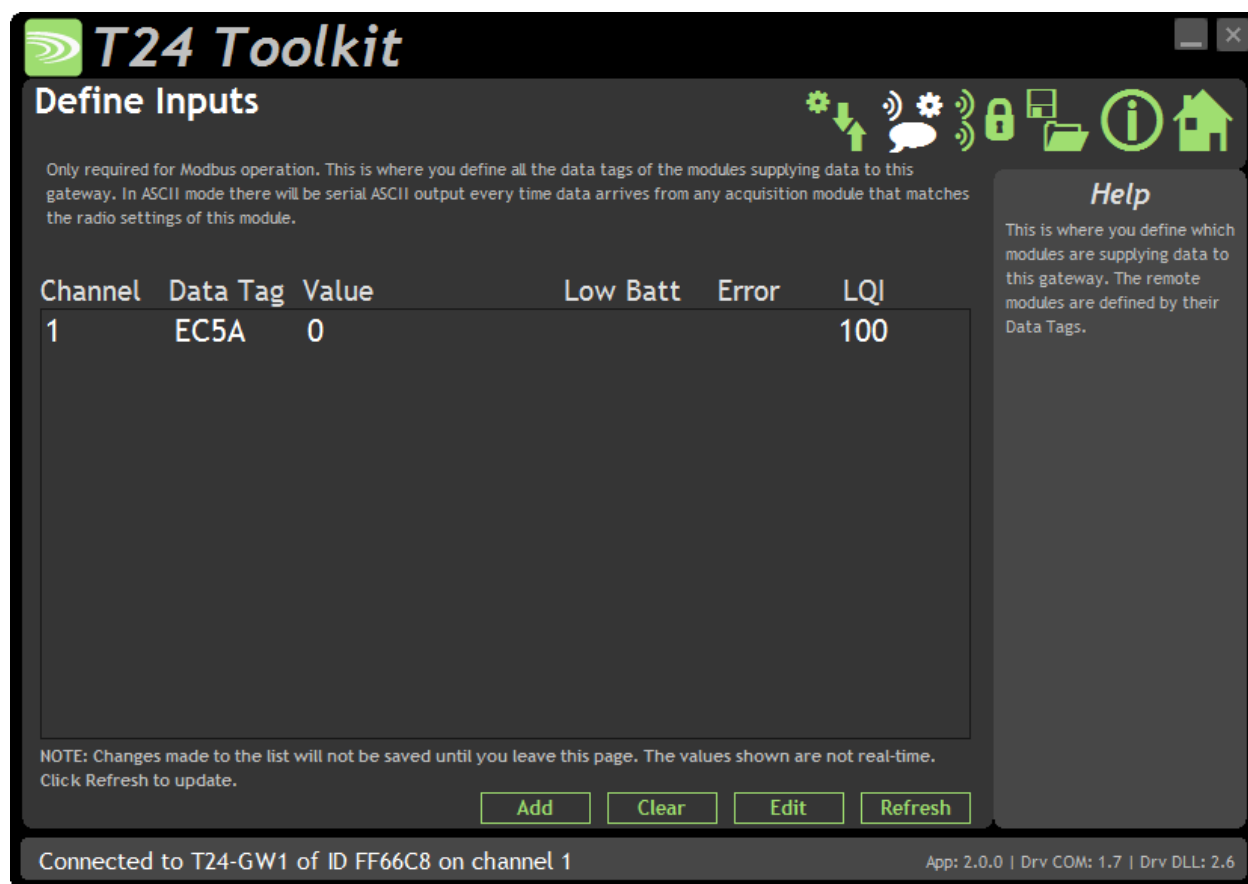 T24 Toolkit
Define Inputs
Only required for Modbus operation. This is where you define all the data tags of the modules supplying data to this
gateway. In ASCII mode there will be serial ASCII output every time data arrives from any acquisition module that matches
the radio settings of this module.
Channel Data Tag Value Low Batt Error LQI
1 EC5A 0 100
NOTE: Changes made to the list will not be saved until you leave this page. The values shown are not real-time.
Click Refresh to update.
Add Clear Edit Refresh
Help
This is where you define which
modules are supplying data to
this gateway. The remote
modules are defined by their
Data Tags.
Connected to T24-GW1 of ID FF66C8 on channel 1
App: 2.0.0 | Drv COM: 1.7 | Drv DLL: 2.6